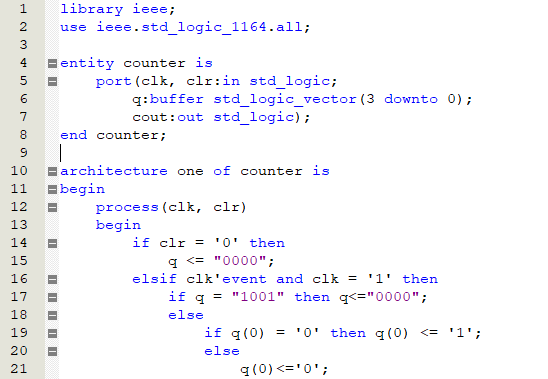 1 library ieee;
2 use ieee.std_logic_1164.all;
3
4 entity counter is
5 port(clk, clr:in std_logic;
6 q:buffer std_logic_vector(3 downto 0);
7 cout:out std_logic);
8 end counter;
9
10 architecture one of counter is
11 begin
12 process(clk, clr)
13 begin
14 if clr = '0' then
15 q <= "0000";
16 elsif clk'event and clk = '1' then
17 if q = "1001" then q<="0000";
18 else
19 if q(0) = '0' then q(0) <= '1';
20 else
21 q(0)<='0';